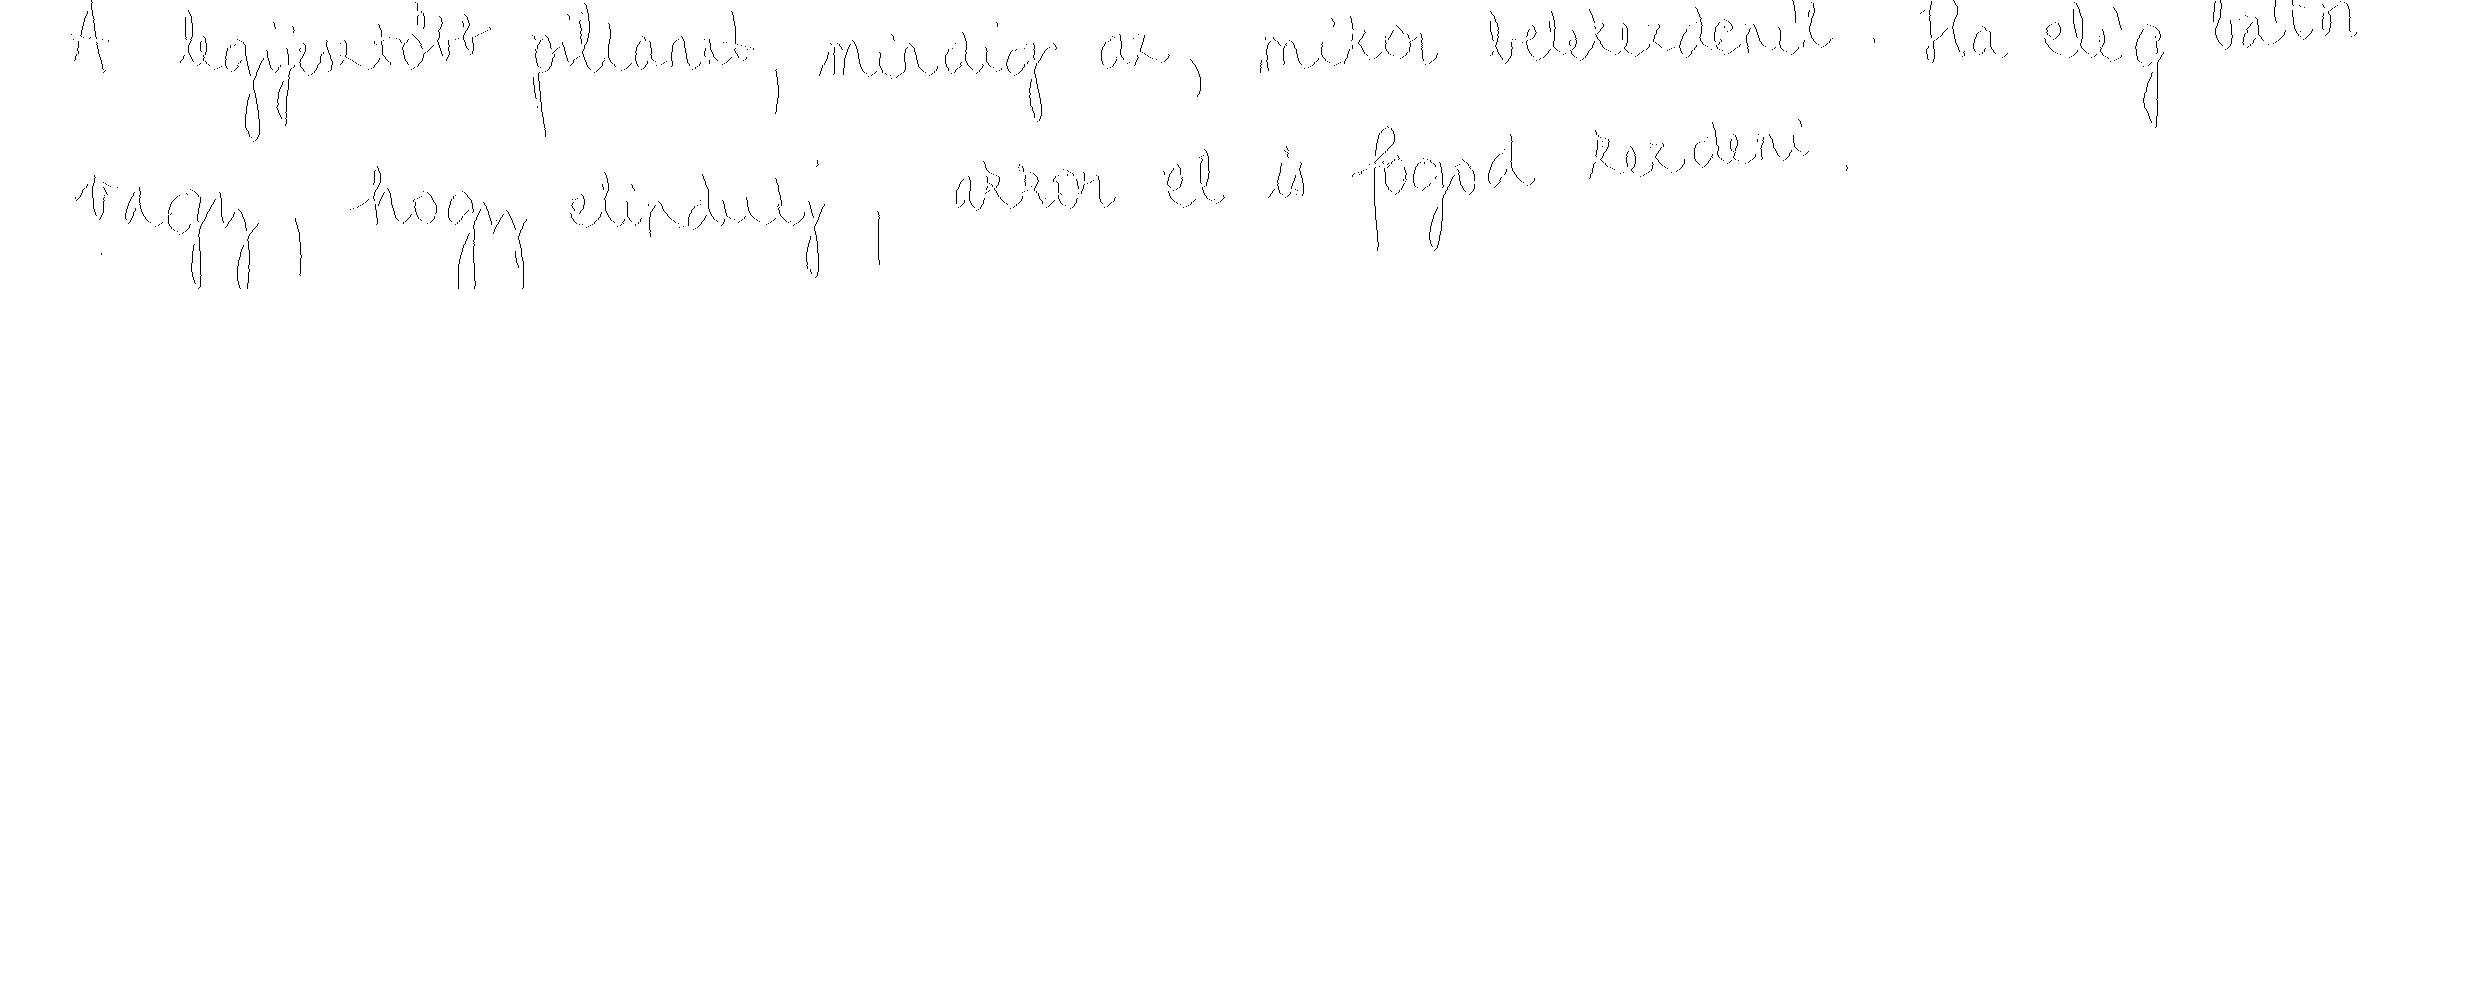 A legijesztőbb pillanat, mindig az, mikor belekezdenél. Ha elég bátor
vagy, hogy elindulj, akkor el is fogod kezdeni.